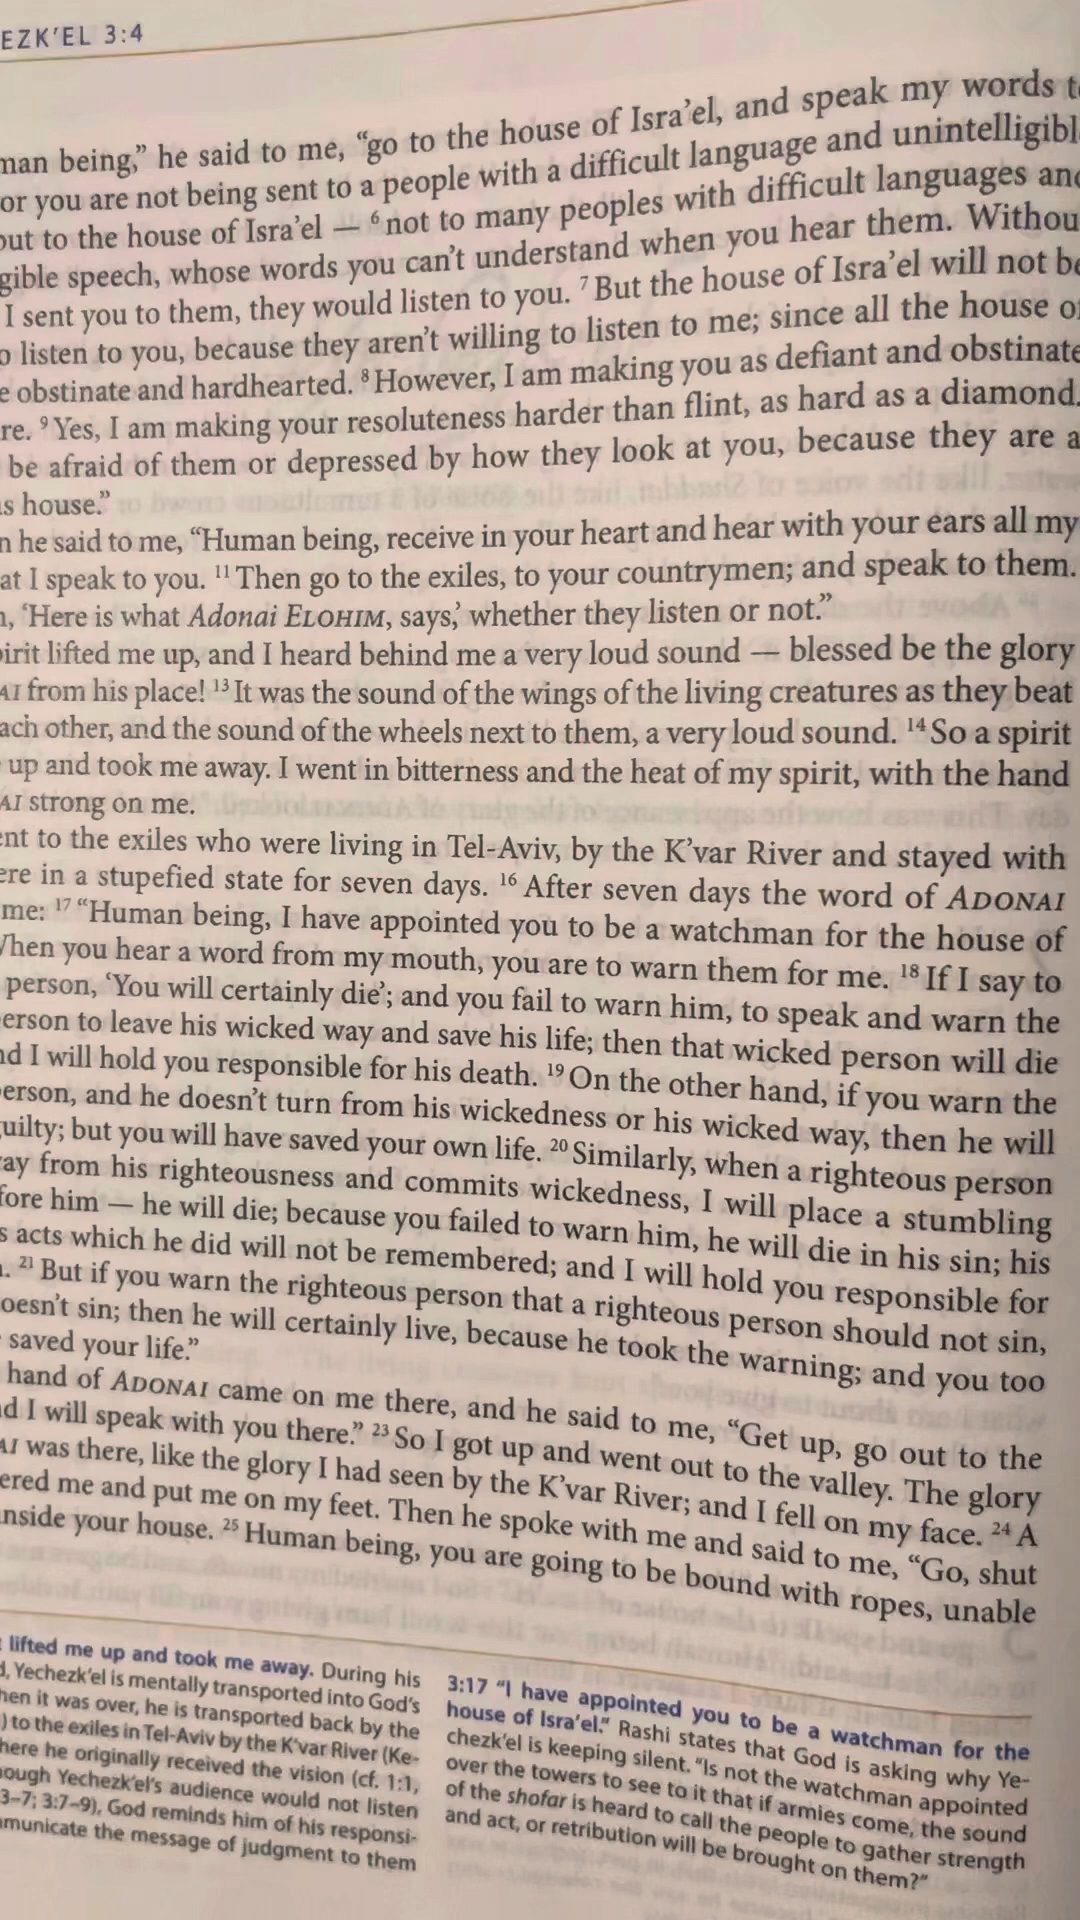 EZK'EL 3:4
man being,” he said to me, “go to the house of Isra’el, and speak my words
or you are not being sent to a people with a difficult language and unintelligibl
out to the house of Isra’el — ⁶not to many peoples with difficult languages and
gible speech, whose words you can’t understand when you hear them. Withou
I sent you to them, they would listen to you. ⁷But the house of Isra’el will not be
o listen to you, because they aren’t willing to listen to me; since all the house of
e obstinate and hardhearted. ⁸However, I am making you as defiant and obstinate
re. ⁹Yes, I am making your resoluteness harder than flint, as hard as a diamond.
be afraid of them or depressed by how they look at you, because they are a
s house.”
n he said to me, “Human being, receive in your heart and hear with your ears all my
at I speak to you. ¹¹Then go to the exiles, to your countrymen; and speak to them.
, ‘Here is what Adonai ELOHIM, says,’ whether they listen or not.”
irit lifted me up, and I heard behind me a very loud sound — blessed be the glory
AI from his place! ¹³It was the sound of the wings of the living creatures as they beat
ach other, and the sound of the wheels next to them, a very loud sound. ¹⁴So a spirit
up and took me away. I went in bitterness and the heat of my spirit, with the hand
AI strong on me.
ent to the exiles who were living in Tel-Aviv, by the K’var River and stayed with
ere in a stupefied state for seven days. ¹⁶After seven days the word of ADONAI
me: ¹⁷“Human being, I have appointed you to be a watchman for the house of
When you hear a word from my mouth, you are to warn them for me. ¹⁸If I say to
person, ‘You will certainly die’; and you fail to warn him, to speak and warn the
erson to leave his wicked way and save his life; then that wicked person will die
nd I will hold you responsible for his death. ¹⁹On the other hand, if you warn the
erson, and he doesn’t turn from his wickedness or his wicked way, then he will
uilty; but you will have saved your own life. ²⁰Similarly, when a righteous person
ay from his righteousness and commits wickedness, I will place a stumbling
fore him — he will die; because you failed to warn him, he will die in his sin; his
s acts which he did will not be remembered; and I will hold you responsible for
. ²¹But if you warn the righteous person that a righteous person should not sin,
oesn’t sin; then he will certainly live, because he took the warning; and you too
saved your life.”
hand of ADONAI came on me there, and he said to me, “Get up, go out to the
d I will speak with you there.” ²³So I got up and went out to the valley. The glory
AI was there, like the glory I had seen by the K’var River; and I fell on my face. ²⁴A
ered me and put me on my feet. Then he spoke with me and said to me, “Go, shut
nside your house. ²⁵Human being, you are going to be bound with ropes, unable
lifted me up and took me away. During his
, Yechezk’el is mentally transported into God’s
hen it was over, he is transported back by the
) to the exiles in Tel-Aviv by the K’var River (Ke-
here he originally received the vision (cf. 1:1,
ough Yechezk’el’s audience would not listen
3–7; 3:7–9), God reminds him of his responsi-
municate the message of judgment to them
3:17 “I have appointed you to be a watchman for the
house of Isra’el.” Rashi states that God is asking why Ye-
chezk’el is keeping silent. “Is not the watchman appointed
over the towers to see to it that if armies come, the sound
of the shofar is heard to call the people to gather strength
and act, or retribution will be brought on them?”